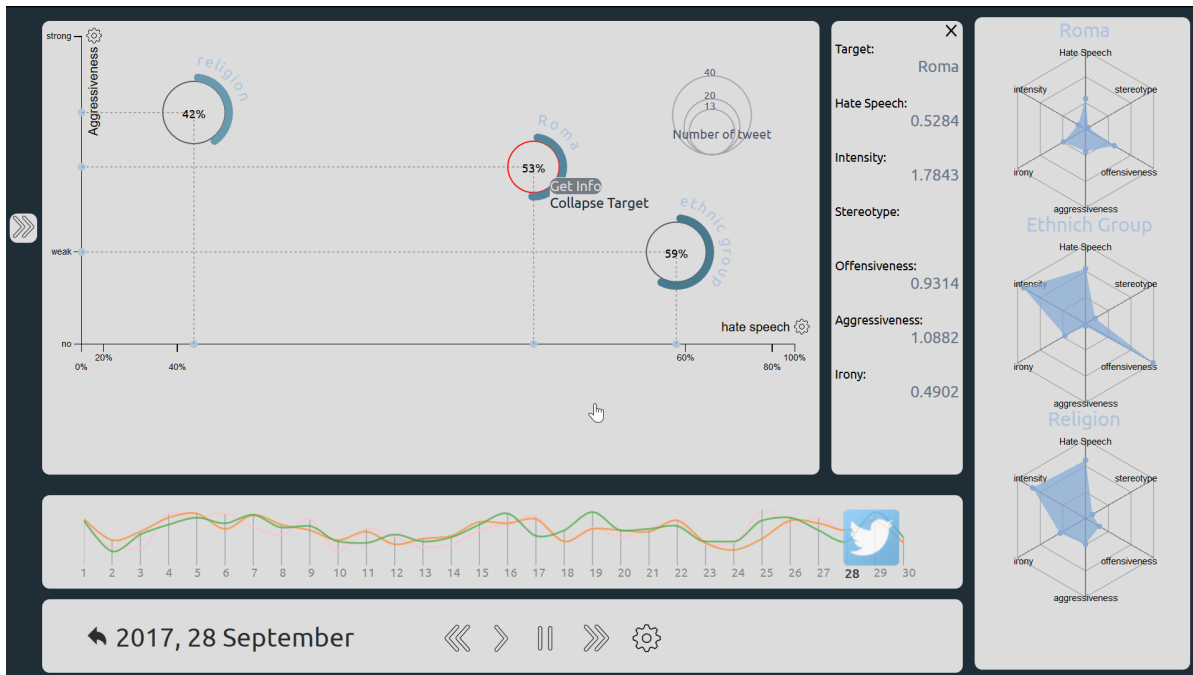 strong
Aggressiveness
weak
no
religion
42%
Roma
53%
Get Info
Collapse Target
ethnic group
59%
40
20
13
Number of tweet
hate speech
0% 20% 40% 60% 80% 100%
X
Target:
Roma
Hate Speech:
0.5284
Intensity:
1.7843
Stereotype:
Offensiveness:
0.9314
Aggressiveness:
1.0882
Irony:
0.4902
Roma
Hate Speech
intensity stereotype
irony offensiveness
aggressiveness
Ethnich Group
Hate Speech
intensity stereotype
irony offensiveness
aggressiveness
Religion
Hate Speech
intensity stereotype
irony offensiveness
aggressiveness
1 2 3 4 5 6 7 8 9 10 11 12 13 14 15 16 17 18 19 20 21 22 23 24 25 26 27 28 29 30
2017, 28 September